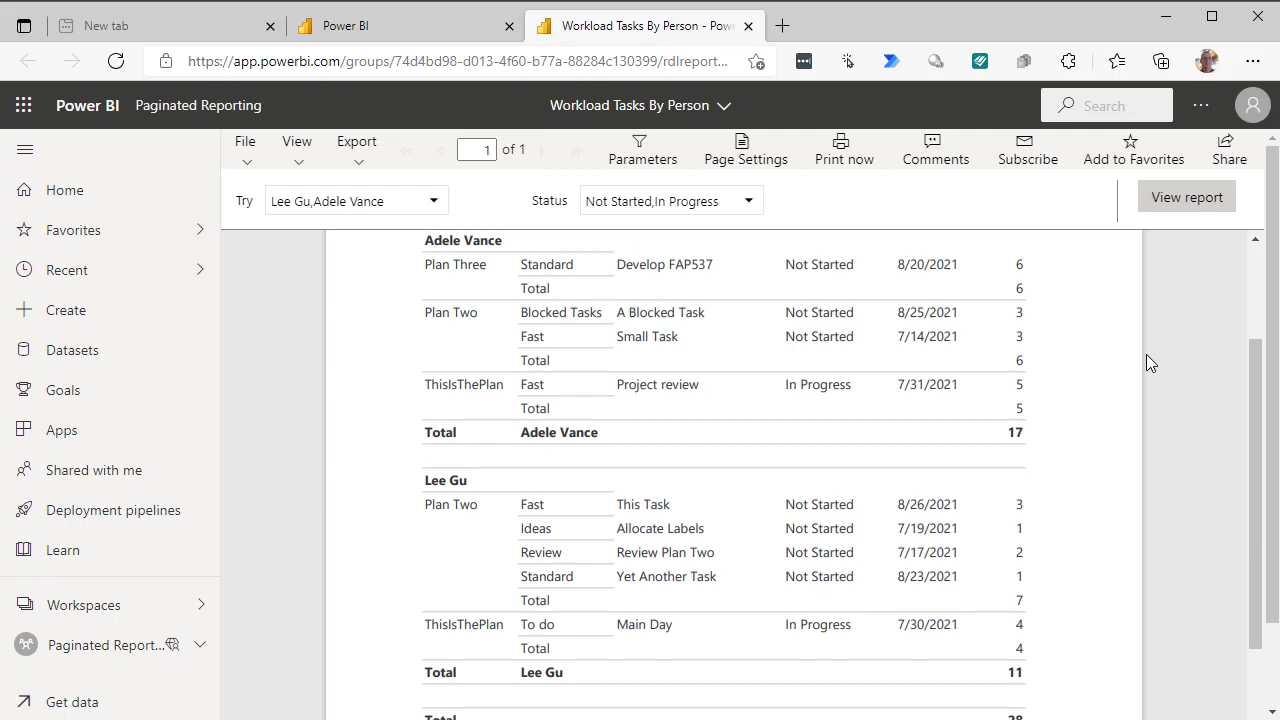 New tab
Power BI
Workload Tasks By Person - Powe
https://app.powerbi.com/groups/74d4bd98-d013-4f60-b77a-88284c130399/rdlreport...
Power BI Paginated Reporting
Workload Tasks By Person
Search
File View Export
1 of 1
Parameters Page Settings Print now Comments Subscribe Add to Favorites Share
Try Lee Gu,Adele Vance Status Not Started,In Progress View report
Home
Favorites
Recent
Create
Datasets
Goals
Apps
Shared with me
Deployment pipelines
Learn
Workspaces
Paginated Report...
Get data
Adele Vance
Plan Three Standard Develop FAP537 Not Started 8/20/2021 6
Total 6
Plan Two Blocked Tasks A Blocked Task Not Started 8/25/2021 3
Fast Small Task Not Started 7/14/2021 3
Total 6
ThisIsThePlan Fast Project review In Progress 7/31/2021 5
Total 5
Total Adele Vance 17
Lee Gu
Plan Two Fast This Task Not Started 8/26/2021 3
Ideas Allocate Labels Not Started 7/19/2021 1
Review Review Plan Two Not Started 7/17/2021 2
Standard Yet Another Task Not Started 8/23/2021 1
Total 7
ThisIsThePlan To do Main Day In Progress 7/30/2021 4
Total 4
Total Lee Gu 11
Total 28